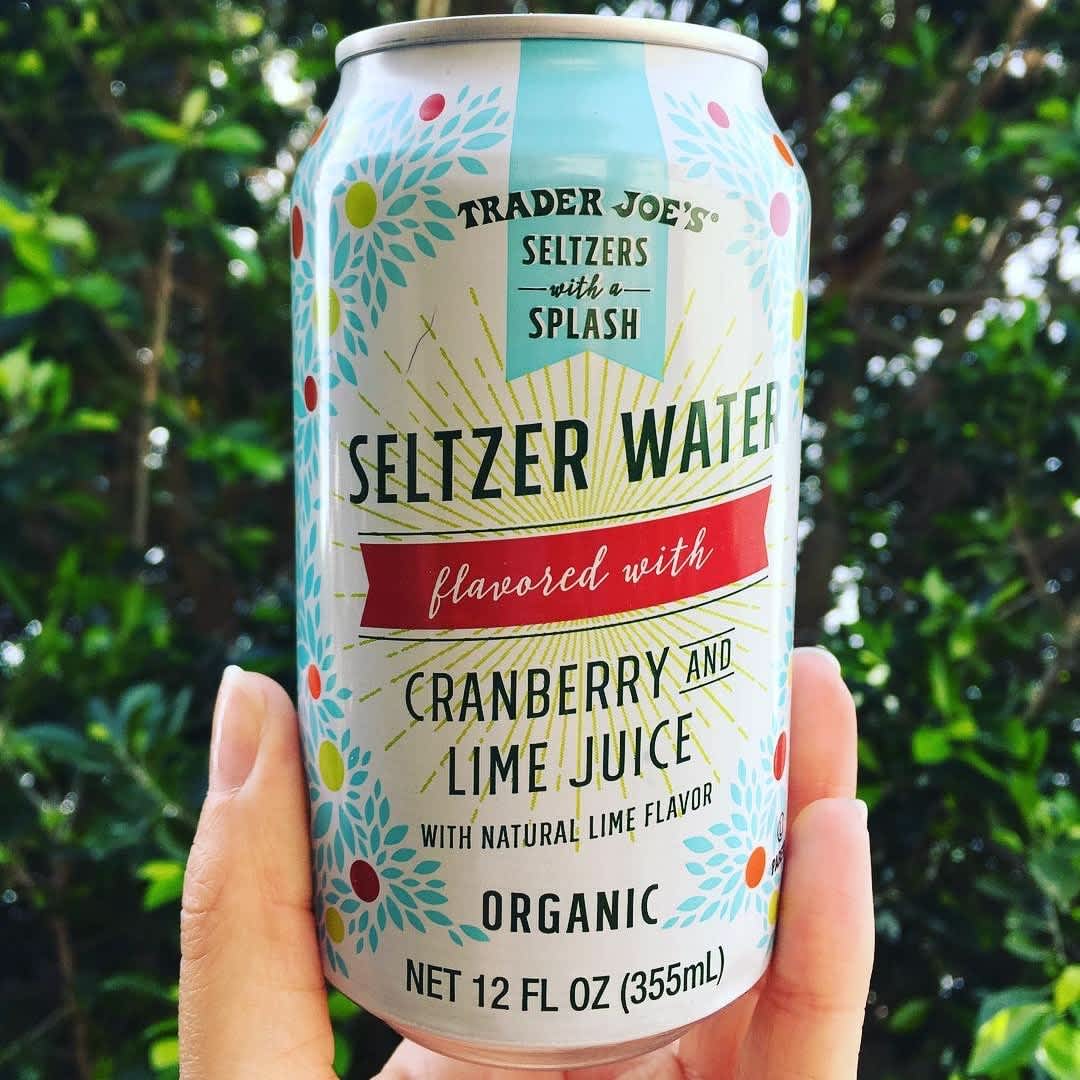 TRADER JOE'S®
SELTZERS
with a
SPLASH
SELTZER WATER
flavored with
CRANBERRY AND
LIME JUICE
WITH NATURAL LIME FLAVOR
ORGANIC
NET 12 FL OZ (355mL)